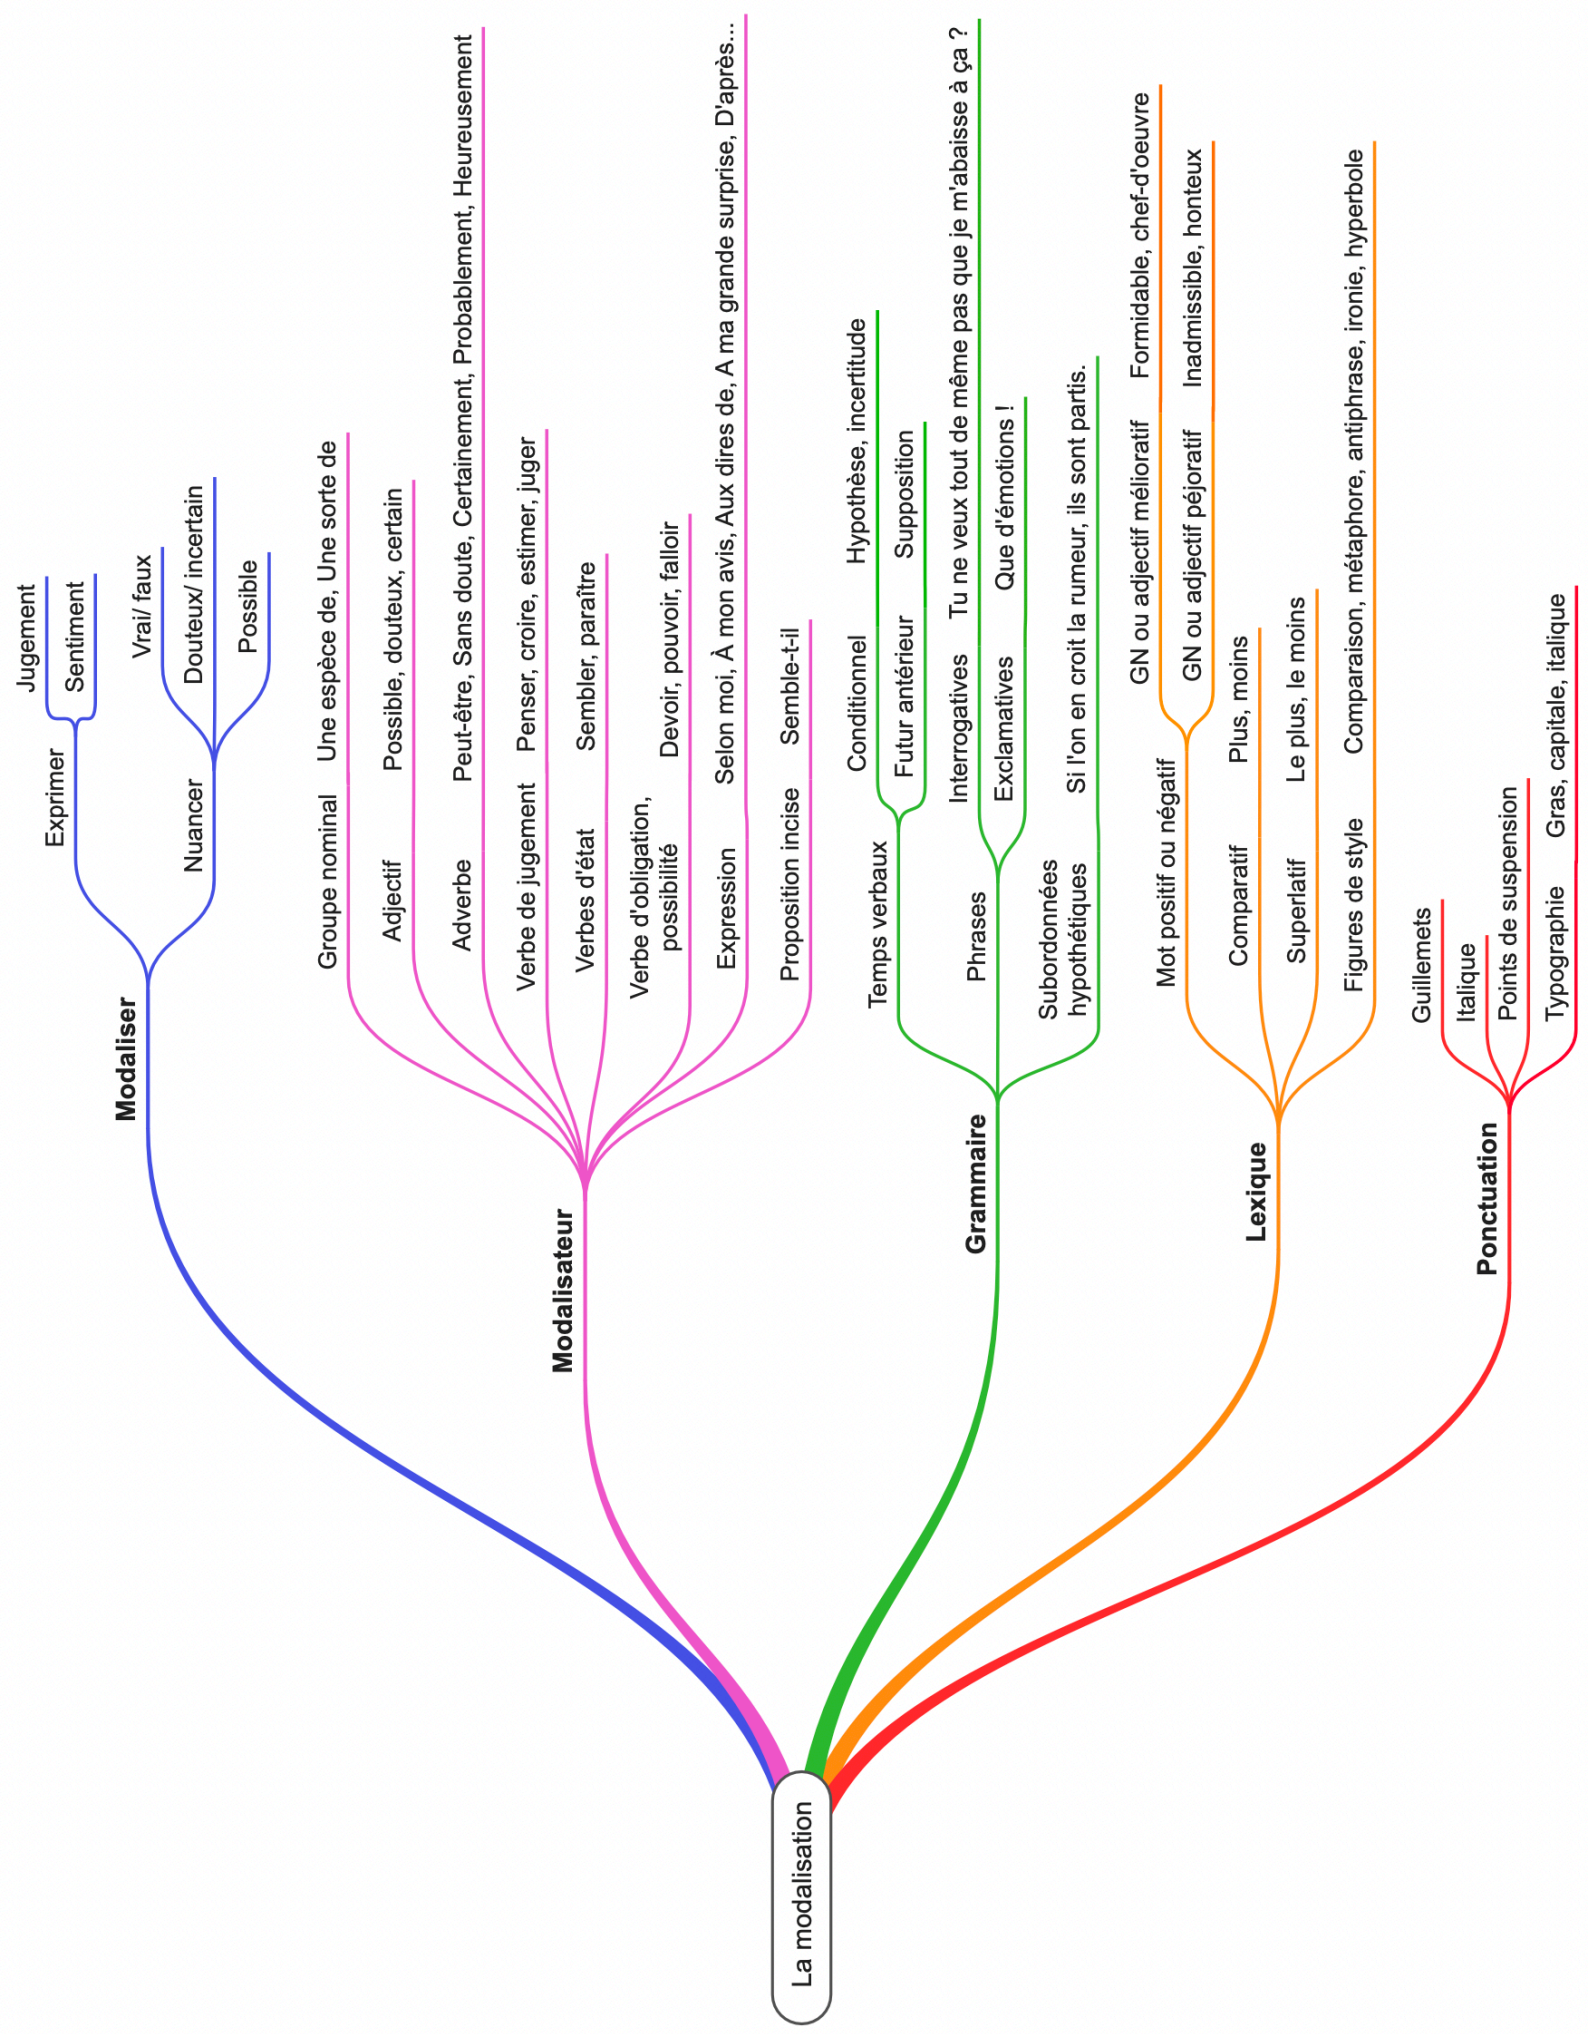 La modalisation
Modaliser
Exprimer
Jugement
Sentiment
Nuancer
Vrai/ faux
Douteux/ incertain
Possible
Modalisateur
Groupe nominal
Une espèce de, Une sorte de
Adjectif
Possible, douteux, certain
Adverbe
Peut-être, Sans doute, Certainement, Probablement, Heureusement
Verbe de jugement
Penser, croire, estimer, juger
Verbes d'état
Sembler, paraître
Verbe d'obligation,
possibilité
Devoir, pouvoir, falloir
Expression
Selon moi, À mon avis, Aux dires de, A ma grande surprise, D'après...
Proposition incise
Semble-t-il
Grammaire
Temps verbaux
Conditionnel
Hypothèse, incertitude
Futur antérieur
Supposition
Phrases
Interrogatives
Tu ne veux tout de même pas que je m'abaisse à ça ?
Exclamatives
Que d'émotions !
Subordonnées
hypothétiques
Si l'on en croit la rumeur, ils sont partis.
Lexique
Mot positif ou négatif
GN ou adjectif mélioratif
Formidable, chef-d'oeuvre
GN ou adjectif péjoratif
Inadmissible, honteux
Comparatif
Plus, moins
Superlatif
Le plus, le moins
Figures de style
Comparaison, métaphore, antiphrase, ironie, hyperbole
Ponctuation
Guillemets
Italique
Points de suspension
Typographie
Gras, capitale, italique